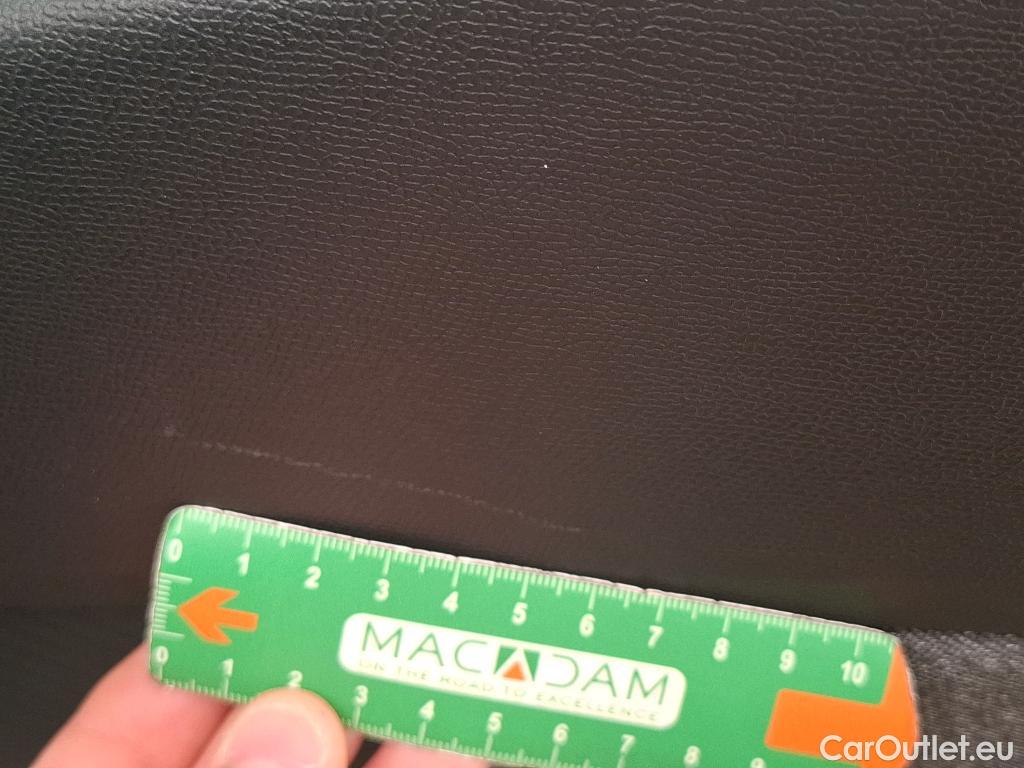 0 1 2 3 4 5 6 7 8 9 10
MACADAM
ON THE ROAD TO EXCELLENCE
0 1 2 3 4 5 6 7 8 9
CarOutlet.eu